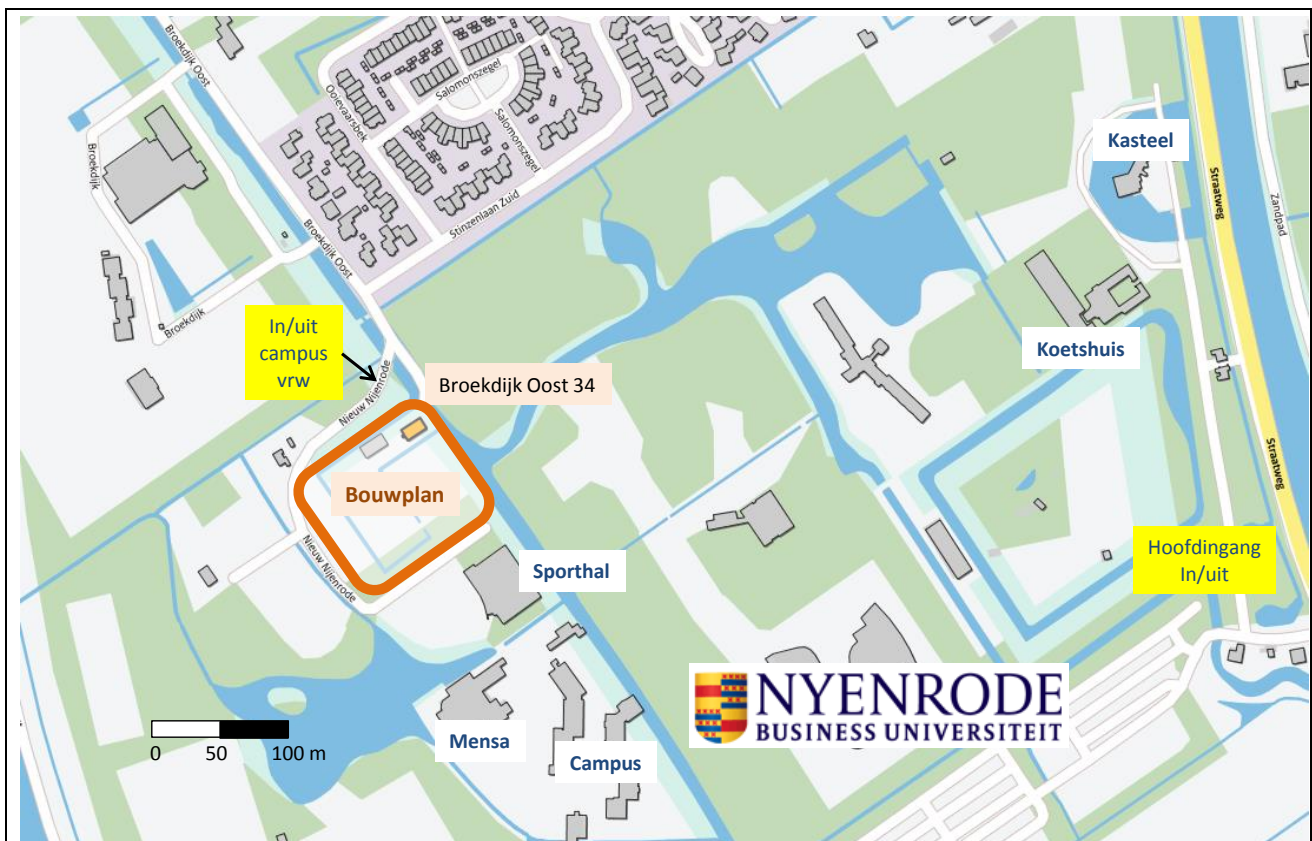 Broekdijk Oost
Salomonszegel
Ooievaarsbek
Salomonszegel
Kasteel
Broekdijk
Straatweg
Zandpad
Stinzenlaan Zuid
Broekdijk Oost
Broekdijk
In/uit
campus
vrw
Koetshuis
Nieuw Nijenrode
Broekdijk Oost 34
Straatweg
Bouwplan
Hoofdingang
In/uit
Nieuw Nijenrode
Sporthal
NYENRODE
BUSINESS UNIVERSITEIT
0 50 100 m
Mensa
Campus